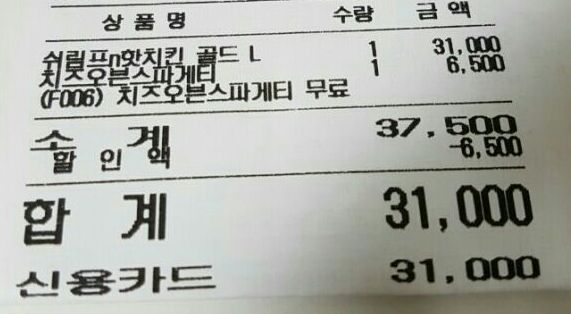 상 품 명 수량 금 액
쉬림프n핫치킨 골드 L 1 31,000
치즈오븐스파게티 1 6,500
(F006) 치즈오븐스파게티 무료
소 계 37,500
할 인 액 -6,500
합 계 31,000
신용카드 31,000